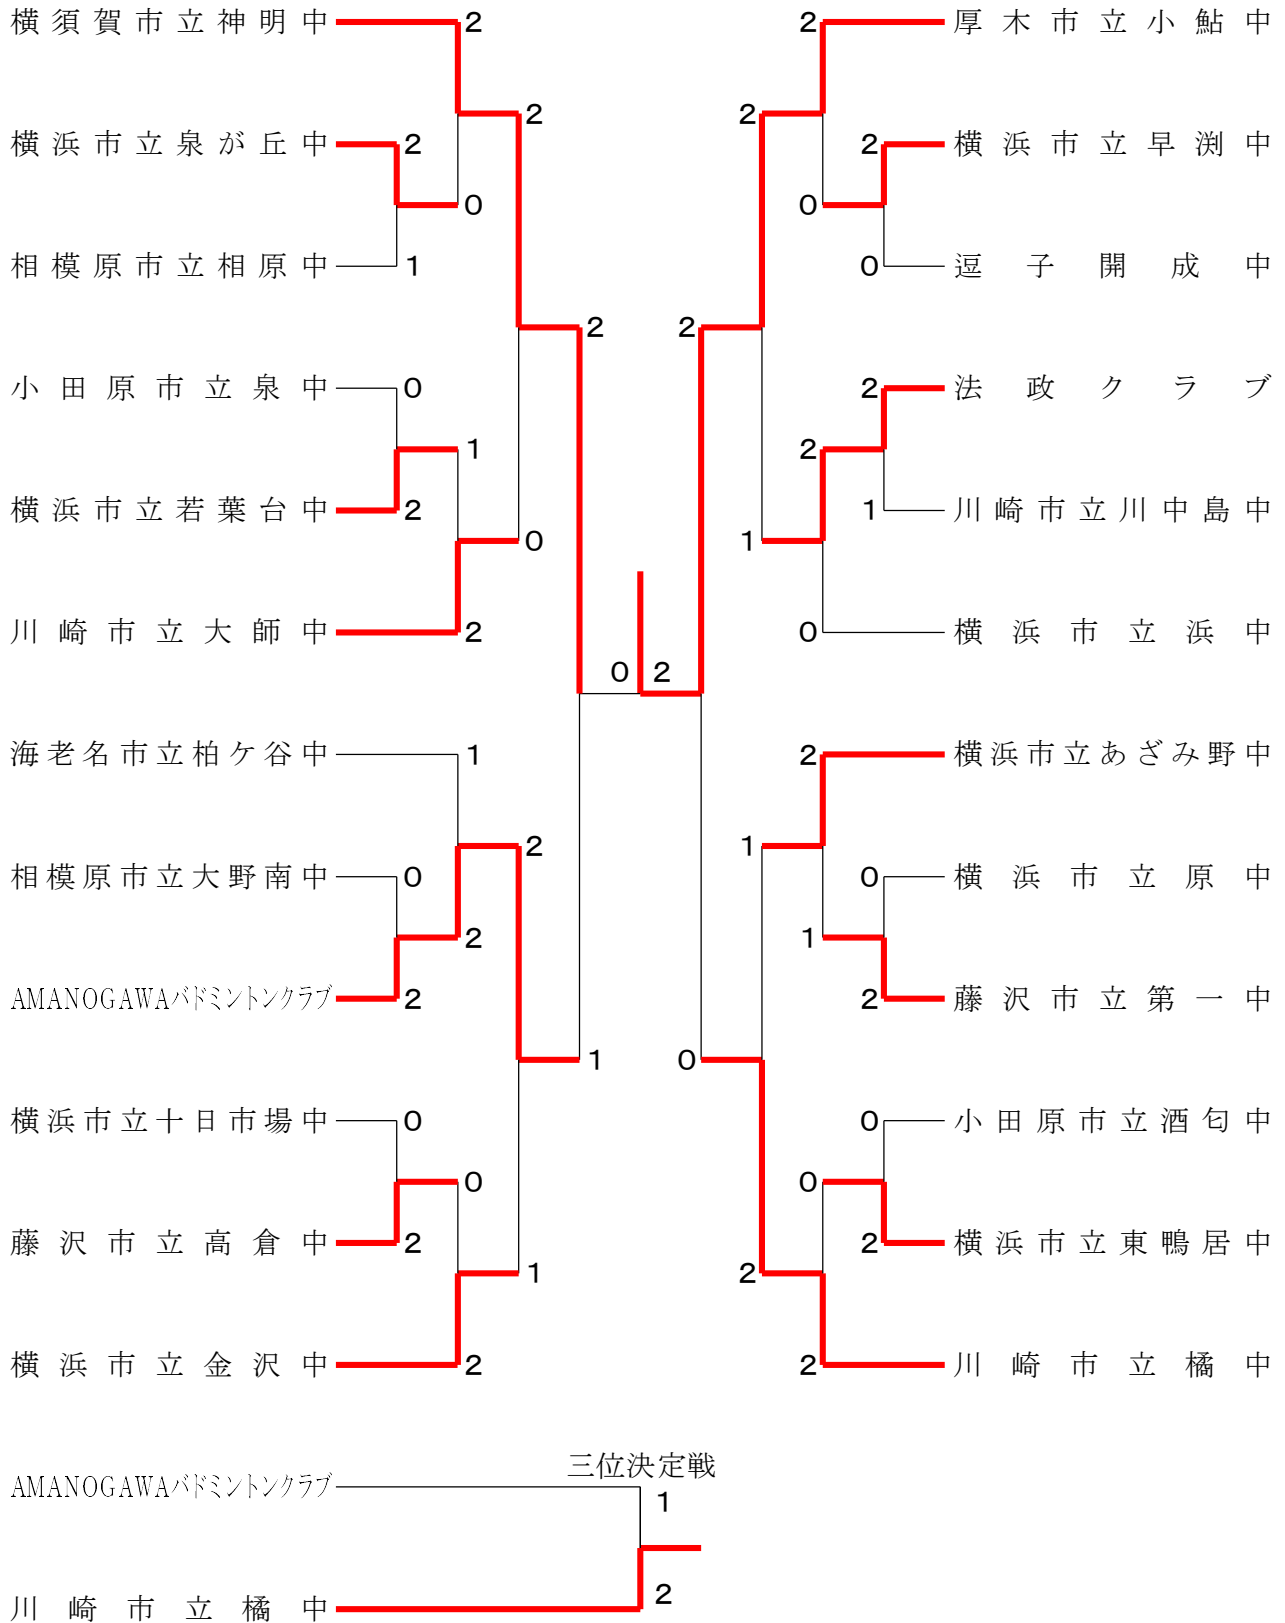 横須賀市立神明中 2 2 厚木市立小鮎中
2 2
横浜市立泉が丘中 2 2 横浜市立早渕中
0 0
相模原市立相原中 1 0 逗子開成中
2 2
小田原市立泉中 0 2 法政クラブ
1 2
横浜市立若葉台中 2 1 川崎市立川中島中
0 1
川崎市立大師中 2 0 横浜市立浜中
0 2
海老名市立柏ケ谷中 1 2 横浜市立あざみ野中
2 1
相模原市立大野南中 0 0 横浜市立原中
2 1
AMANOGAWAバドミントンクラブ 2 2 藤沢市立第一中
1 0
横浜市立十日市場中 0 0 小田原市立酒匂中
0 0
藤沢市立高倉中 2 2 横浜市立東鴨居中
1 2
横浜市立金沢中 2 2 川崎市立橘中
三位決定戦
AMANOGAWAバドミントンクラブ 1
川崎市立橘中 2